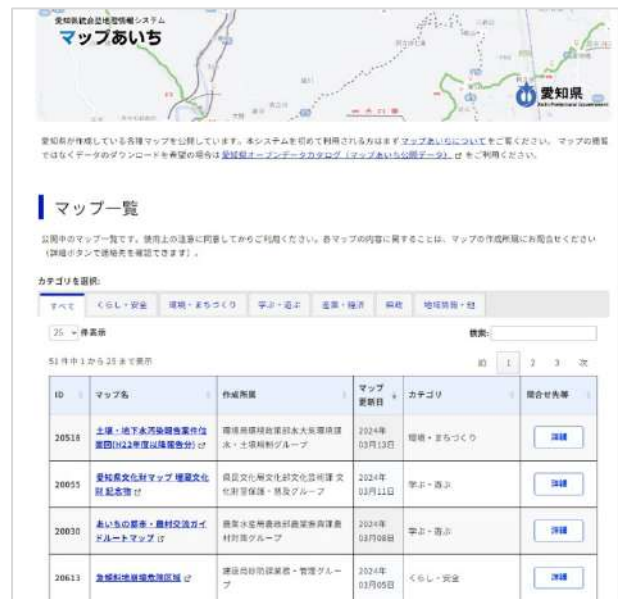 愛知県統合型地理情報システム
マップあいち
愛知県
Aichi Prefectural Government
愛知県が作成している各種マップを公開しています。本システムを初めて利用される方はまずマップあいちについてをご覧ください。 マップの閲覧
ではなくデータのダウンロードを希望の場合は愛知県オープンデータカタログ（マップあいち公開データ） をご利用ください。
マップ一覧
公開中のマップ一覧です。使用上の注意に同意してからご利用ください。各マップの内容に関することは、マップの作成所属にお問合せください
（詳細ボタンで連絡先を確認できます）。
カテゴリを選択:
すべて くらし・安全 環境・まちづくり 学ぶ・遊ぶ 産業・経済 県政 地域情報・他
25 件表示 検索:
51 件中 1 から 25 まで表示 前 1 2 3 次
ID マップ名 作成所属 マップ更新日 カテゴリ 問合せ先等
20518 土壌・地下水汚染報告案件位置図(H22年度以降報告分) 環境局環境政策部水大気環境課 水・土壌規制グループ 2024年03月13日 環境・まちづくり 詳細
20055 愛知県文化財マップ 埋蔵文化財 記念物 県民文化局文化部文化芸術課 文化財室保護・普及グループ 2024年03月11日 学ぶ・遊ぶ 詳細
20030 あいちの都市・農村交流ガイドルートマップ 農業水産局農政部農業振興課農村対策グループ 2024年03月08日 学ぶ・遊ぶ 詳細
20613 急傾斜地崩壊危険区域 建設局砂防課業務・管理グループ 2024年03月05日 くらし・安全 詳細